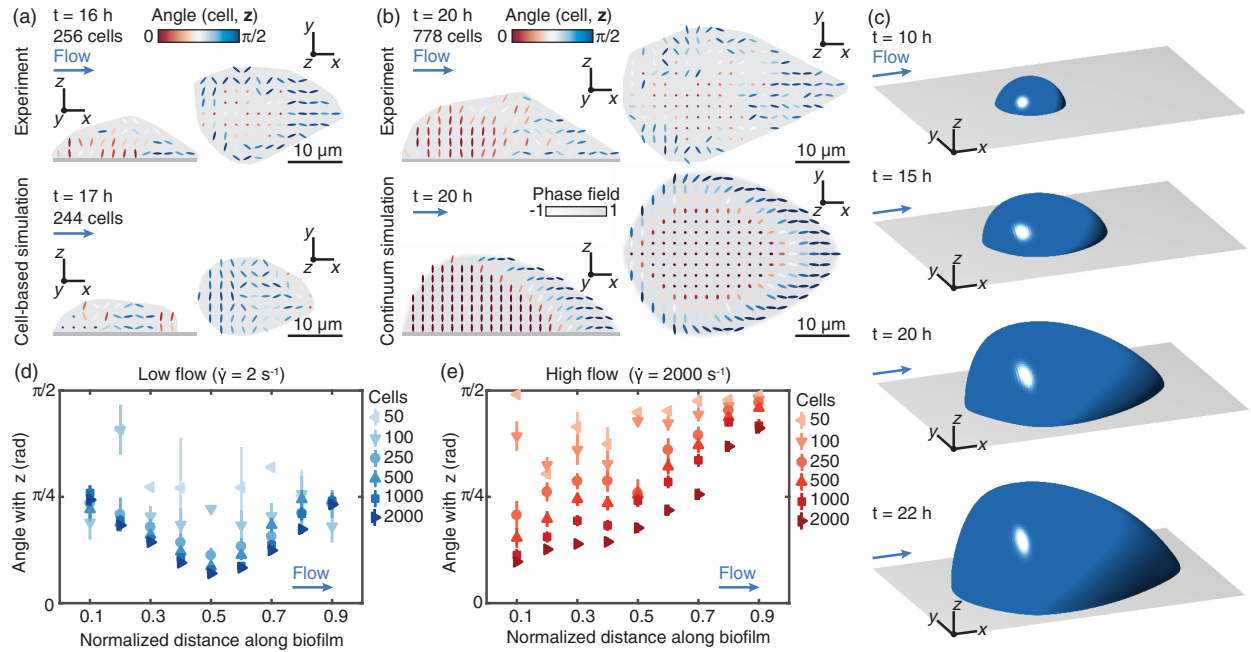 (a)
t = 16 h
256 cells
Angle (cell, z)
0
π/2
Flow
z
y
x
y
z
x
10 µm
Experiment
(b)
t = 20 h
778 cells
Angle (cell, z)
0
π/2
Flow
z
y
x
y
z
x
10 µm
Experiment
t = 17 h
244 cells
z
y
x
y
z
x
10 µm
Cell-based simulation
t = 20 h
Phase field
-1
1
z
y
x
y
z
x
10 µm
Continuum simulation
(c)
t = 10 h
Flow
y
z
x
t = 15 h
y
z
x
t = 20 h
y
z
x
t = 22 h
y
z
x
(d)
Low flow (γ̇ = 2 s⁻¹)
π/2
π/4
0
Angle with z (rad)
0.1 0.3 0.5 0.7 0.9
Normalized distance along biofilm
Flow
Cells
50
100
250
500
1000
2000
(e)
High flow (γ̇ = 2000 s⁻¹)
π/2
π/4
0
Angle with z (rad)
0.1 0.3 0.5 0.7 0.9
Normalized distance along biofilm
Flow
Cells
50
100
250
500
1000
2000